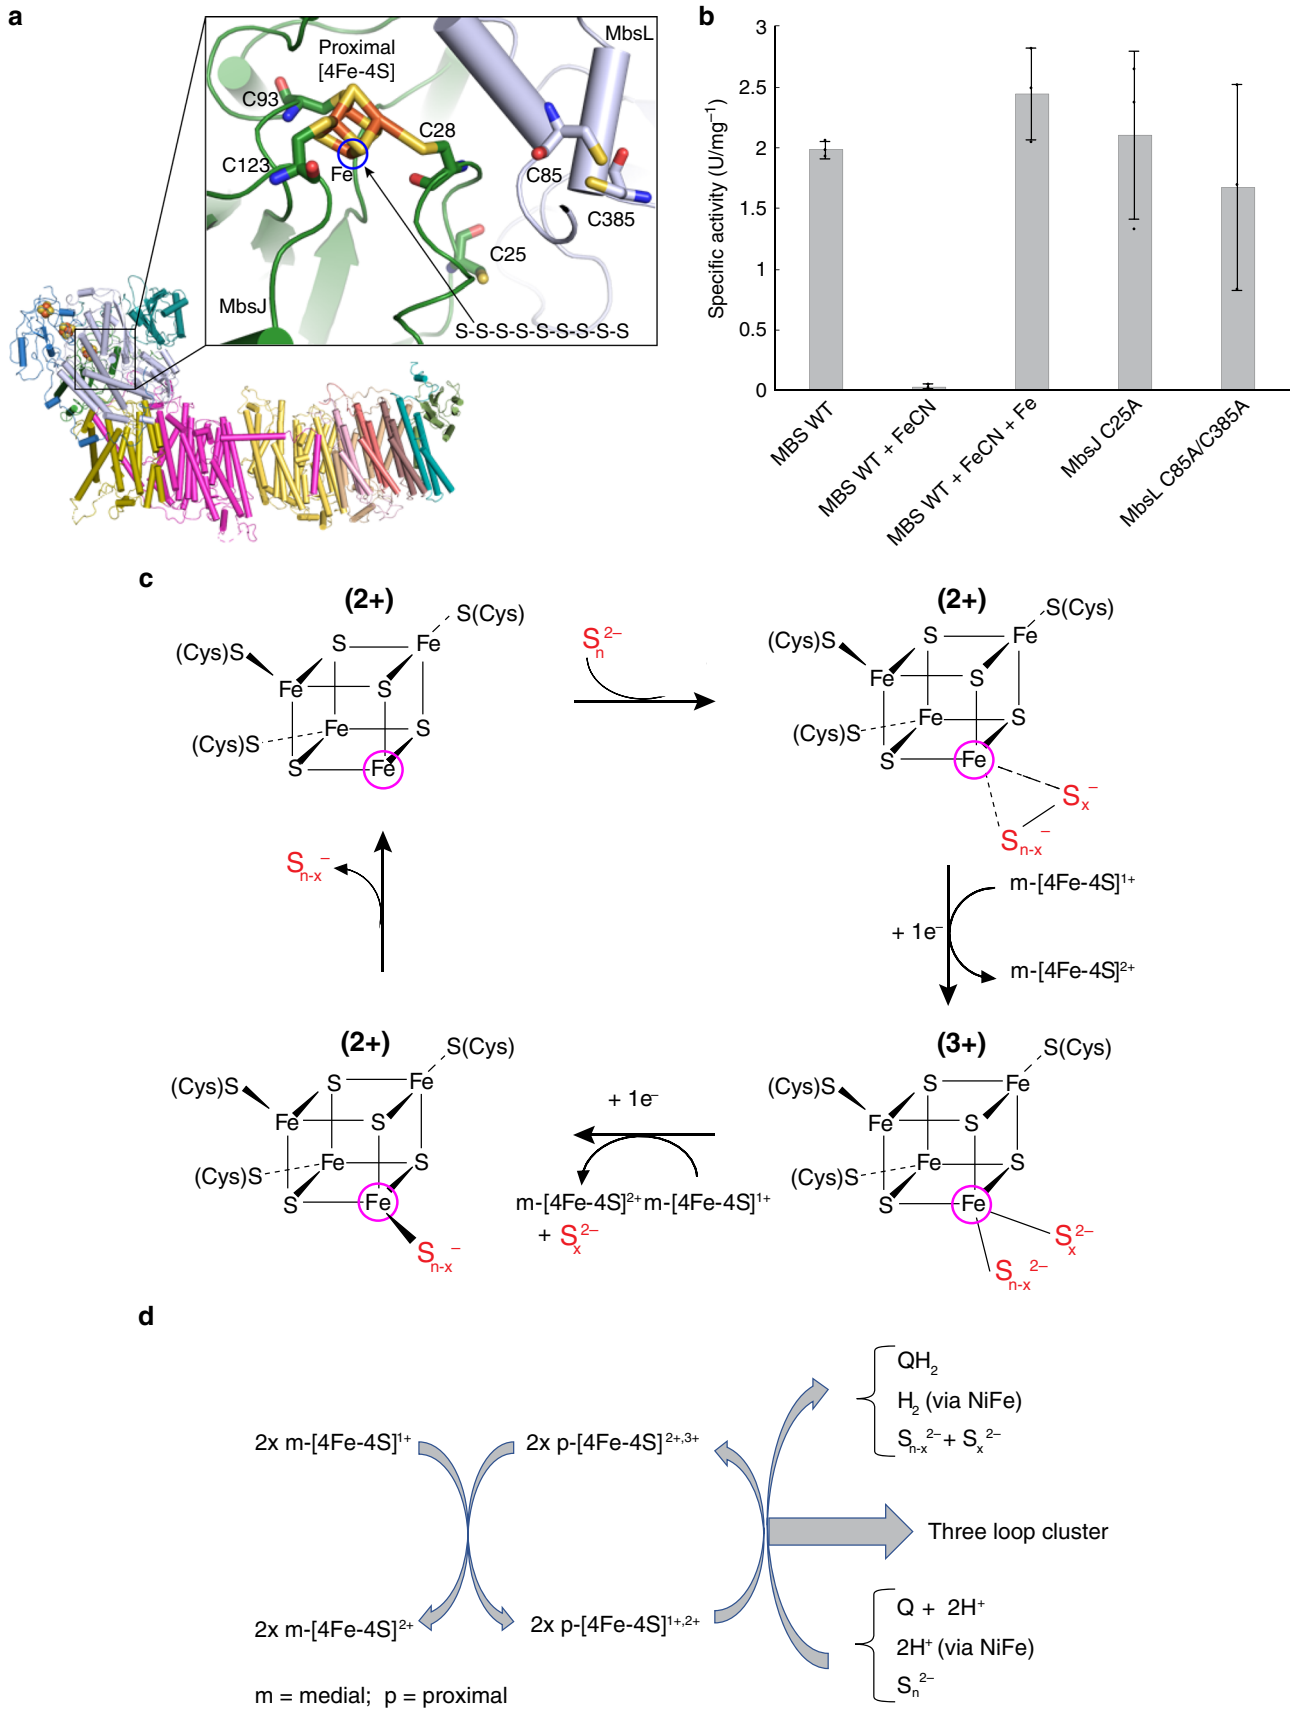 a
Proximal
[4Fe-4S]
MbsL
C93
C28
C123
Fe
C85
C385
C25
MbsJ
S-S-S-S-S-S-S-S-S
b
Specific activity (U/mg⁻¹)
3
2.5
2
1.5
1
0.5
0
MBS WT
MBS WT + FeCN
MBS WT + FeCN + Fe
MbsJ C25A
MbsL C85A/C385A
c
(2+)
S(Cys)
(Cys)S
S
Fe
Fe
S
(Cys)S
Fe
S
S
Fe
Sₙ²⁻
(2+)
S(Cys)
(Cys)S
S
Fe
Fe
S
(Cys)S
Fe
S
S
Fe
Sₓ⁻
Sₙ₋ₓ⁻
Sₙ₋ₓ⁻
+ 1e⁻
m-[4Fe-4S]¹⁺
m-[4Fe-4S]²⁺
(2+)
S(Cys)
(Cys)S
S
Fe
Fe
S
(Cys)S
Fe
S
S
Fe
Sₙ₋ₓ⁻
+ 1e⁻
m-[4Fe-4S]²⁺ m-[4Fe-4S]¹⁺
+ Sₓ²⁻
(3+)
S(Cys)
(Cys)S
S
Fe
Fe
S
(Cys)S
Fe
S
S
Fe
Sₓ²⁻
Sₙ₋ₓ²⁻
d
2x m-[4Fe-4S]¹⁺
2x p-[4Fe-4S]²⁺,³⁺
QH₂
H₂ (via NiFe)
Sₙ₋ₓ²⁻ + Sₓ²⁻
Three loop cluster
2x m-[4Fe-4S]²⁺
2x p-[4Fe-4S]¹⁺,²⁺
Q + 2H⁺
2H⁺ (via NiFe)
Sₙ²⁻
m = medial; p = proximal